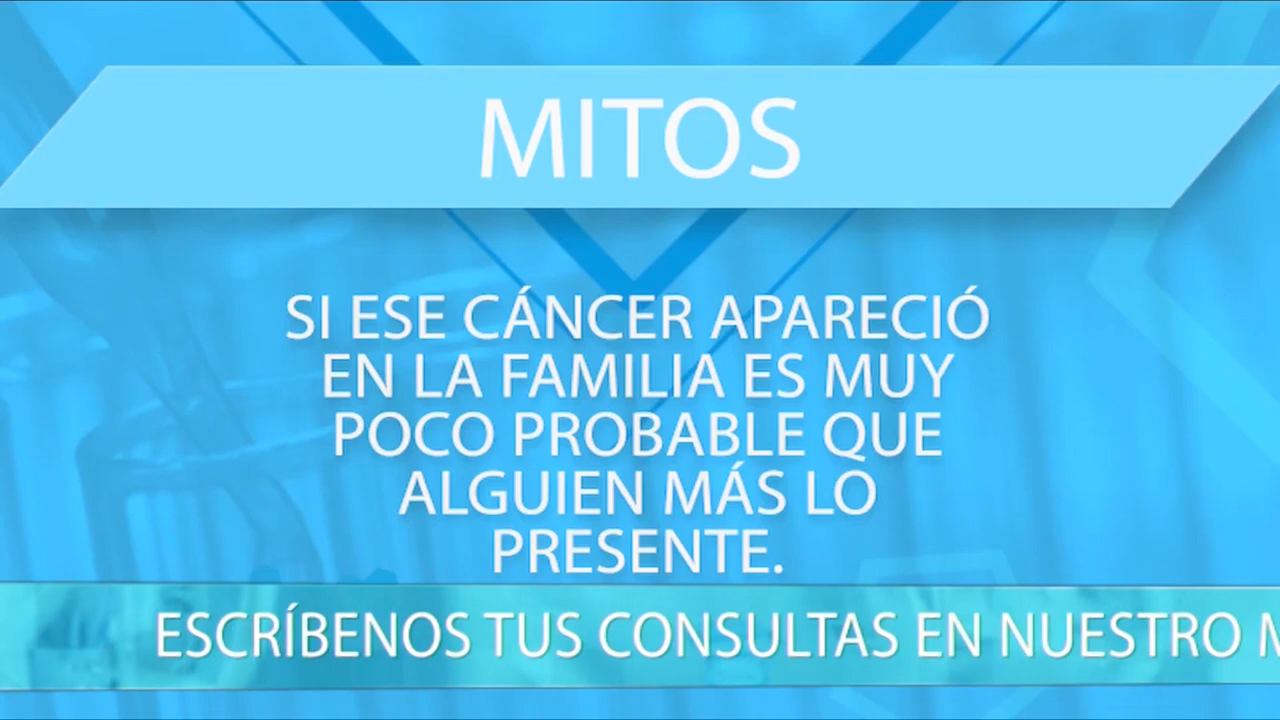 MITOS
SI ESE CÁNCER APARECIÓ
EN LA FAMILIA ES MUY
POCO PROBABLE QUE
ALGUIEN MÁS LO
PRESENTE.
ESCRÍBENOS TUS CONSULTAS EN NUESTRO